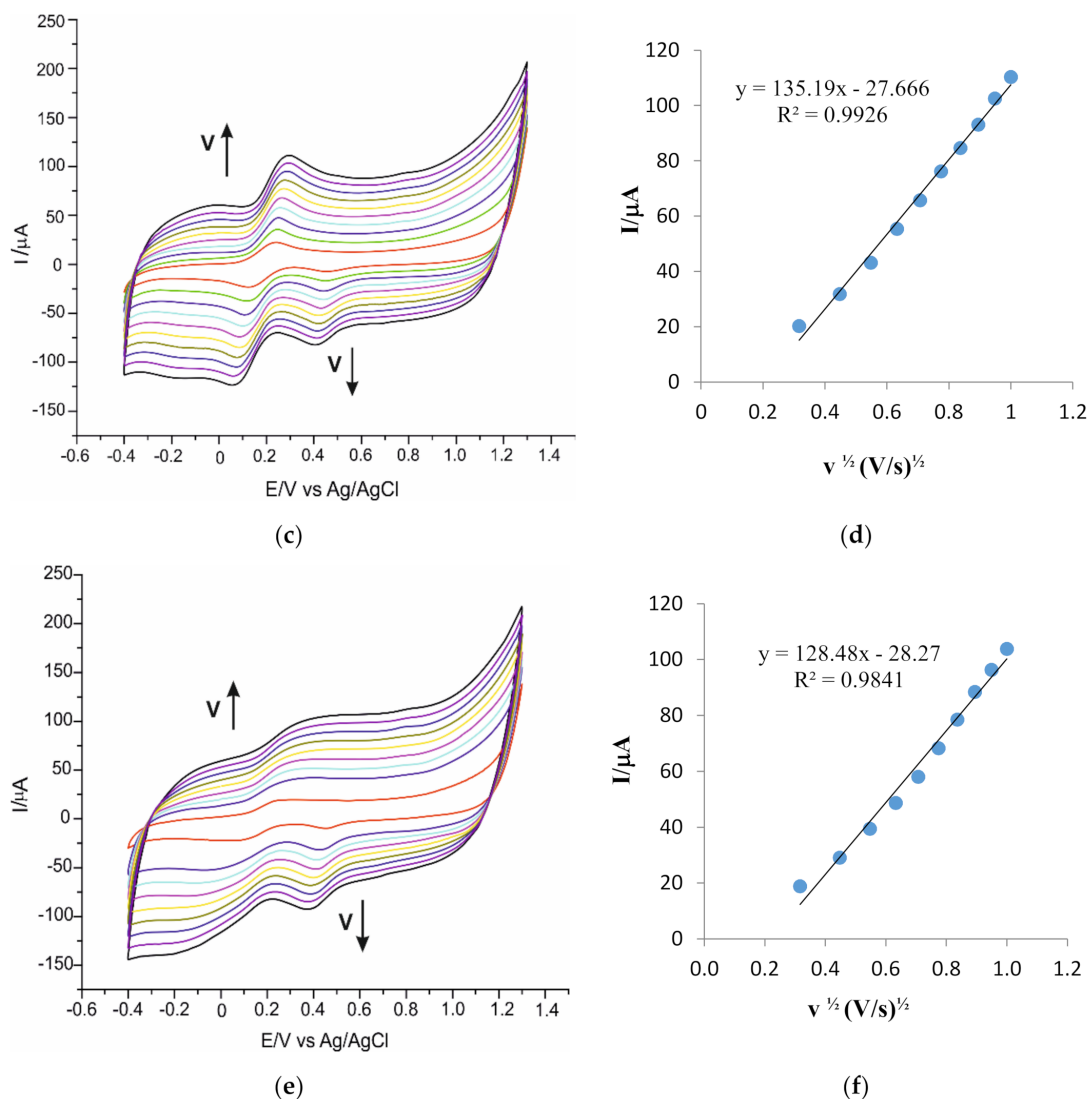 250
200
150
100
50
0
-50
-100
-150
I /µA
V
V
-0.6 -0.4 -0.2 0 0.2 0.4 0.6 0.8 1.0 1.2 1.4
E/V vs Ag/AgCl
(c)
120
100
80
60
40
20
0
I/µA
y = 135.19x - 27.666
R² = 0.9926
0 0.2 0.4 0.6 0.8 1 1.2
v ½ (V/s)½
(d)
250
200
150
100
50
0
-50
-100
-150
I/µA
V
V
-0.6 -0.4 -0.2 0 0.2 0.4 0.6 0.8 1.0 1.2 1.4
E/V vs Ag/AgCl
(e)
120
100
80
60
40
20
0
I/µA
y = 128.48x - 28.27
R² = 0.9841
0.0 0.2 0.4 0.6 0.8 1.0 1.2
v ½ (V/s)½
(f)